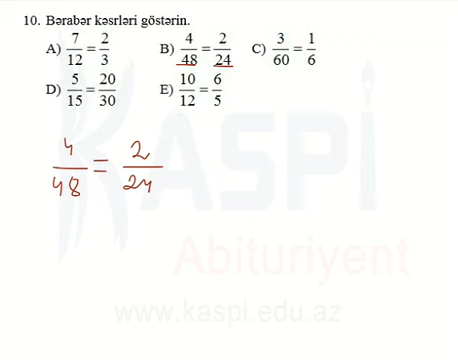 10. Bərabər kəsrləri göstərin.
A) 7/12 = 2/3 B) 4/48 = 2/24 C) 3/60 = 1/6
D) 5/15 = 20/30 E) 10/12 = 6/5
4/48 = 2/24
KASPI
Abituriyent
www.kaspi.edu.az